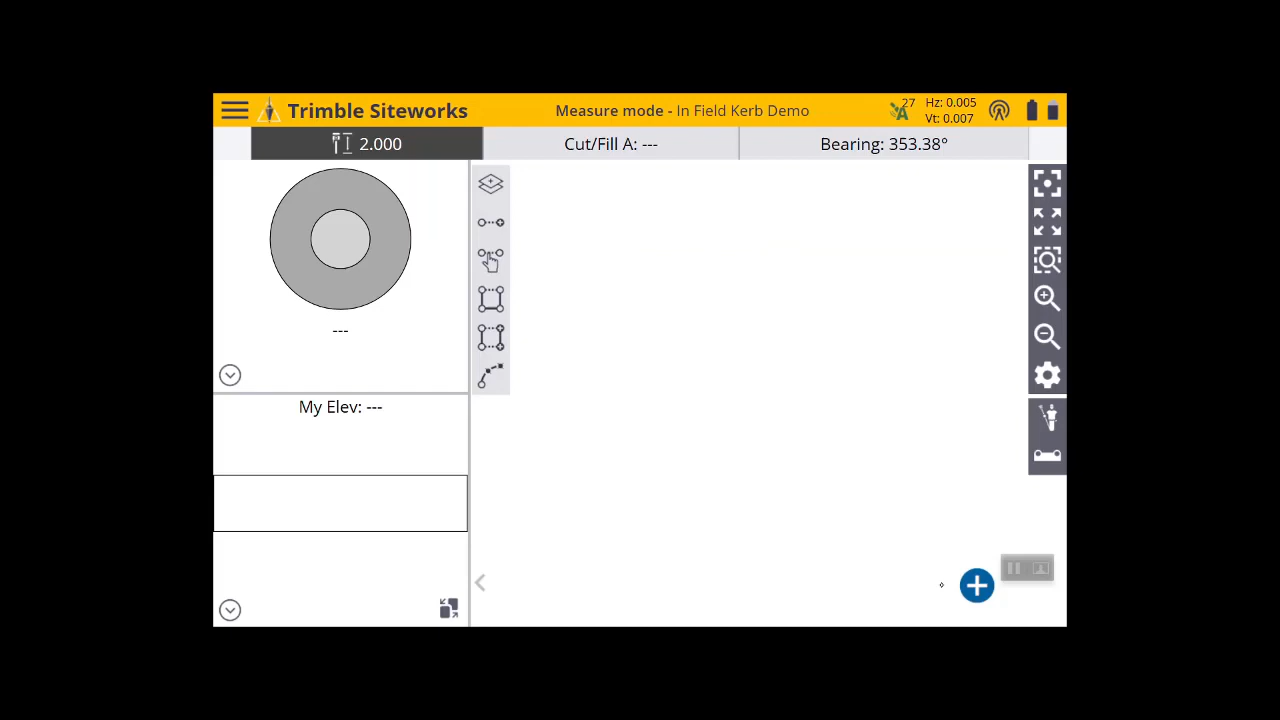 Trimble Siteworks
Measure mode - In Field Kerb Demo
27
Hz: 0.005
Vt: 0.007
2.000
Cut/Fill A: ---
Bearing: 353.38°
---
My Elev: ---